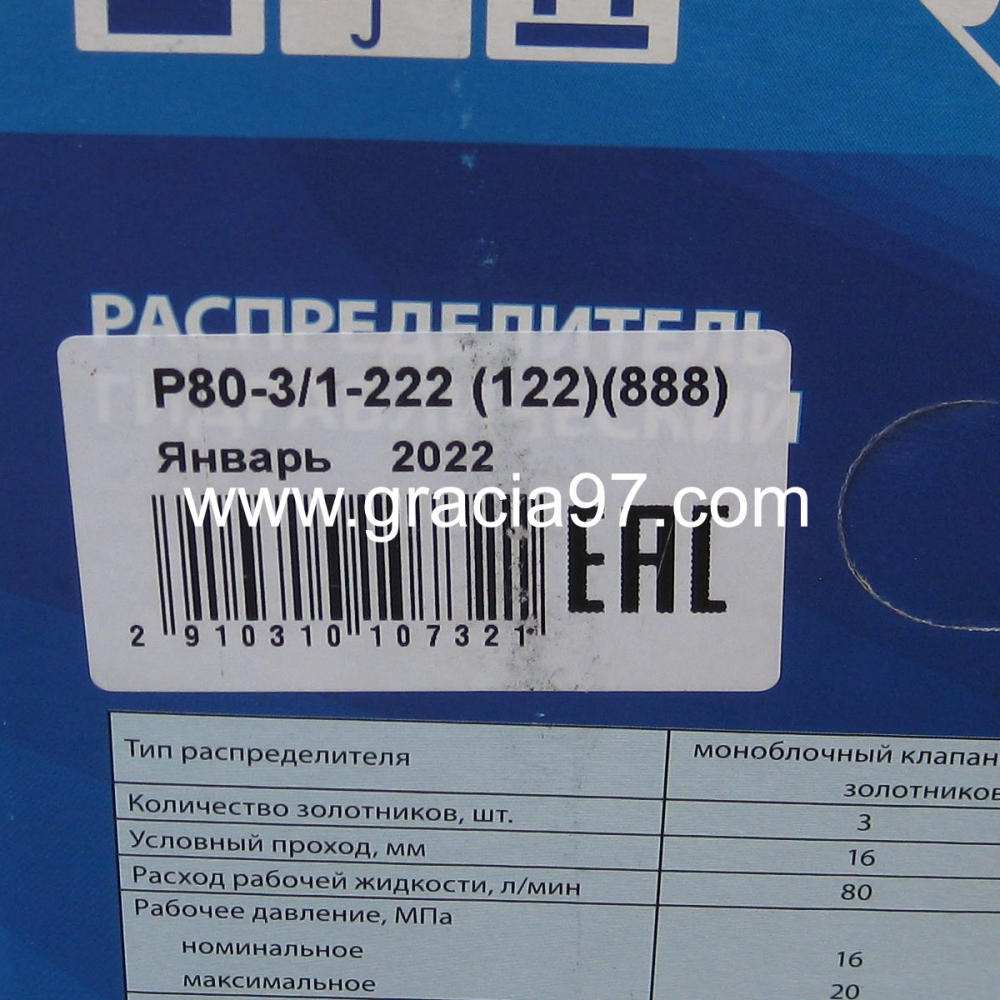 РАСПРЕДЕЛИТЕЛЬ
ГИДРАВЛИЧЕСКИЙ
Р80-3/1-222 (122)(888)
Январь 2022
www.gracia97.com
EAC
2 910310 107321
Тип распределителя моноблочный клапан
золотников
Количество золотников, шт. 3
Условный проход, мм 16
Расход рабочей жидкости, л/мин 80
Рабочее давление, МПа
номинальное 16
максимальное 20